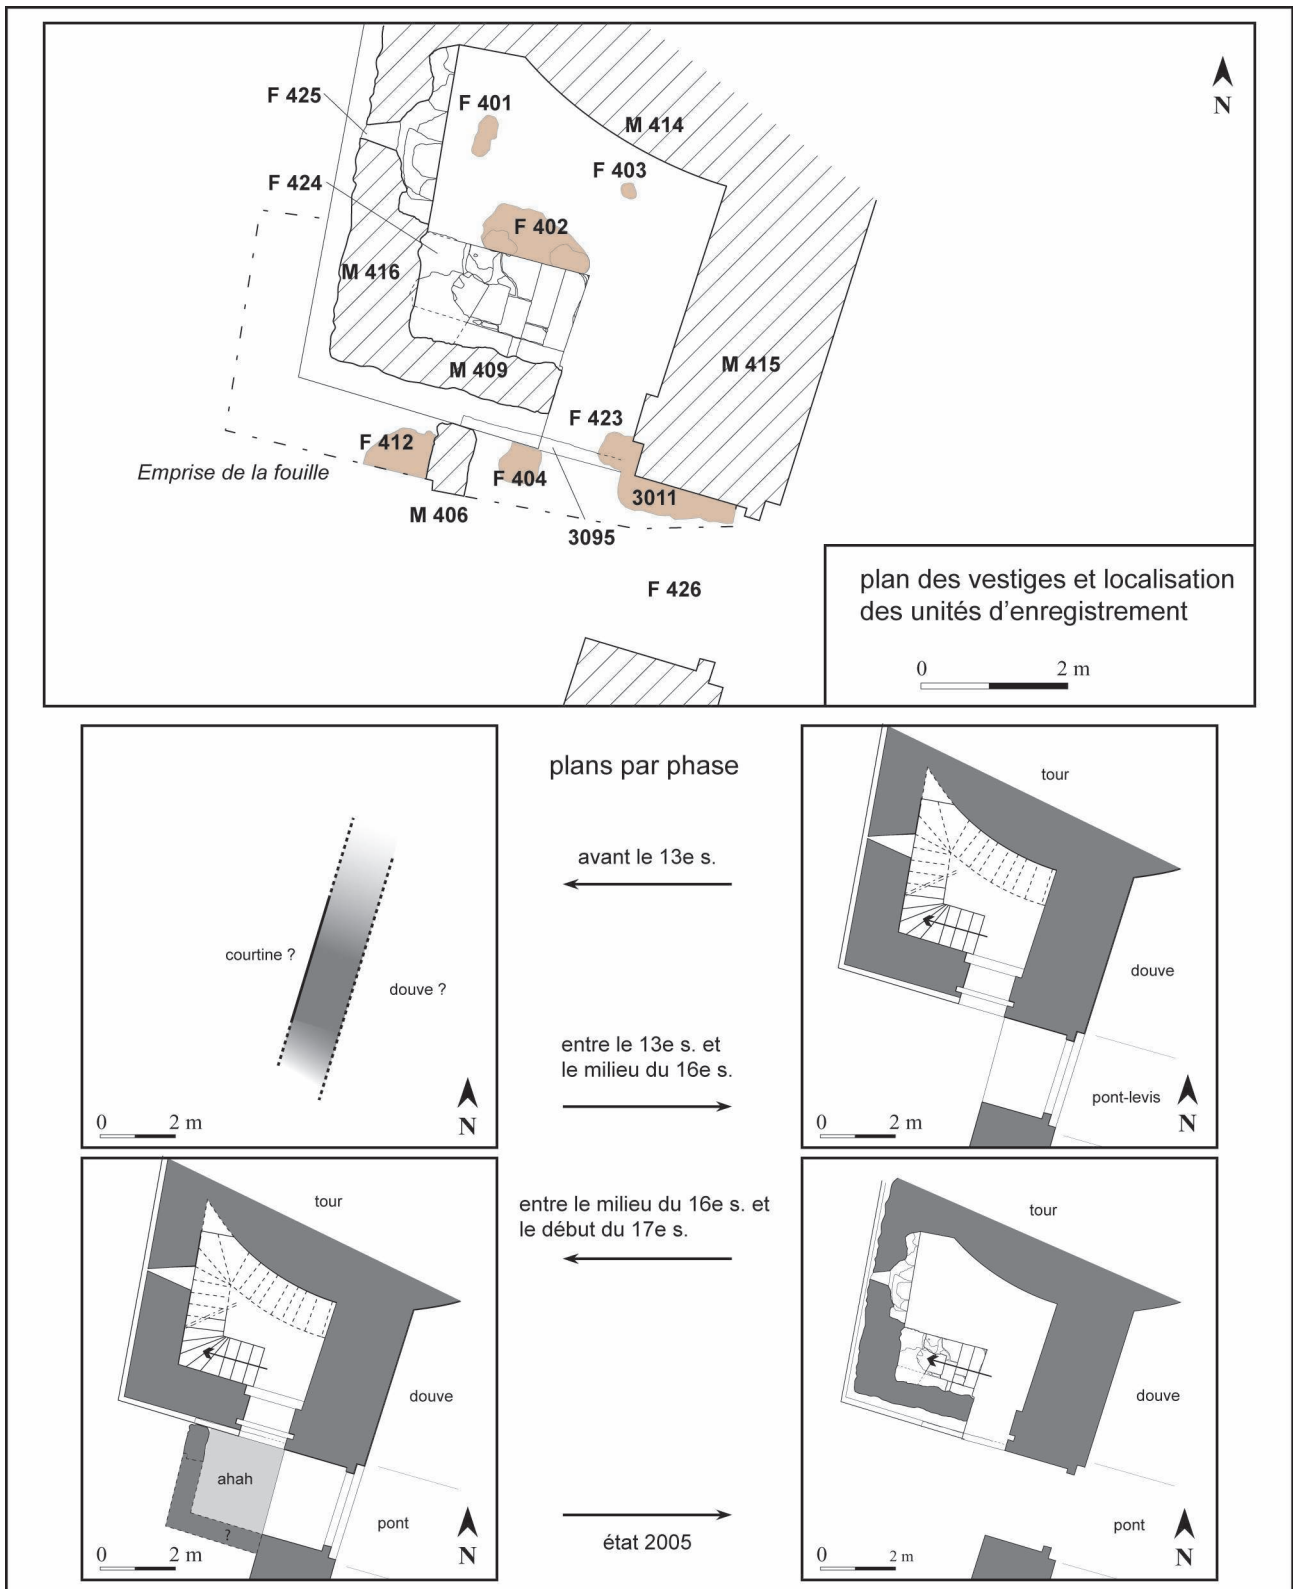 N
F 425
F 401
M 414
F 424
F 403
F 402
M 416
M 409
M 415
F 423
F 412
F 404
Emprise de la fouille
3011
M 406
3095
F 426
plan des vestiges et localisation
des unités d'enregistrement
0 2 m
plans par phase
avant le 13e s.
courtine ?
douve ?
0 2 m
N
entre le 13e s. et
le milieu du 16e s.
tour
douve
pont-levis
0 2 m
N
entre le milieu du 16e s. et
le début du 17e s.
tour
douve
ahah
pont
?
0 2 m
N
état 2005
tour
douve
pont
0 2 m
N